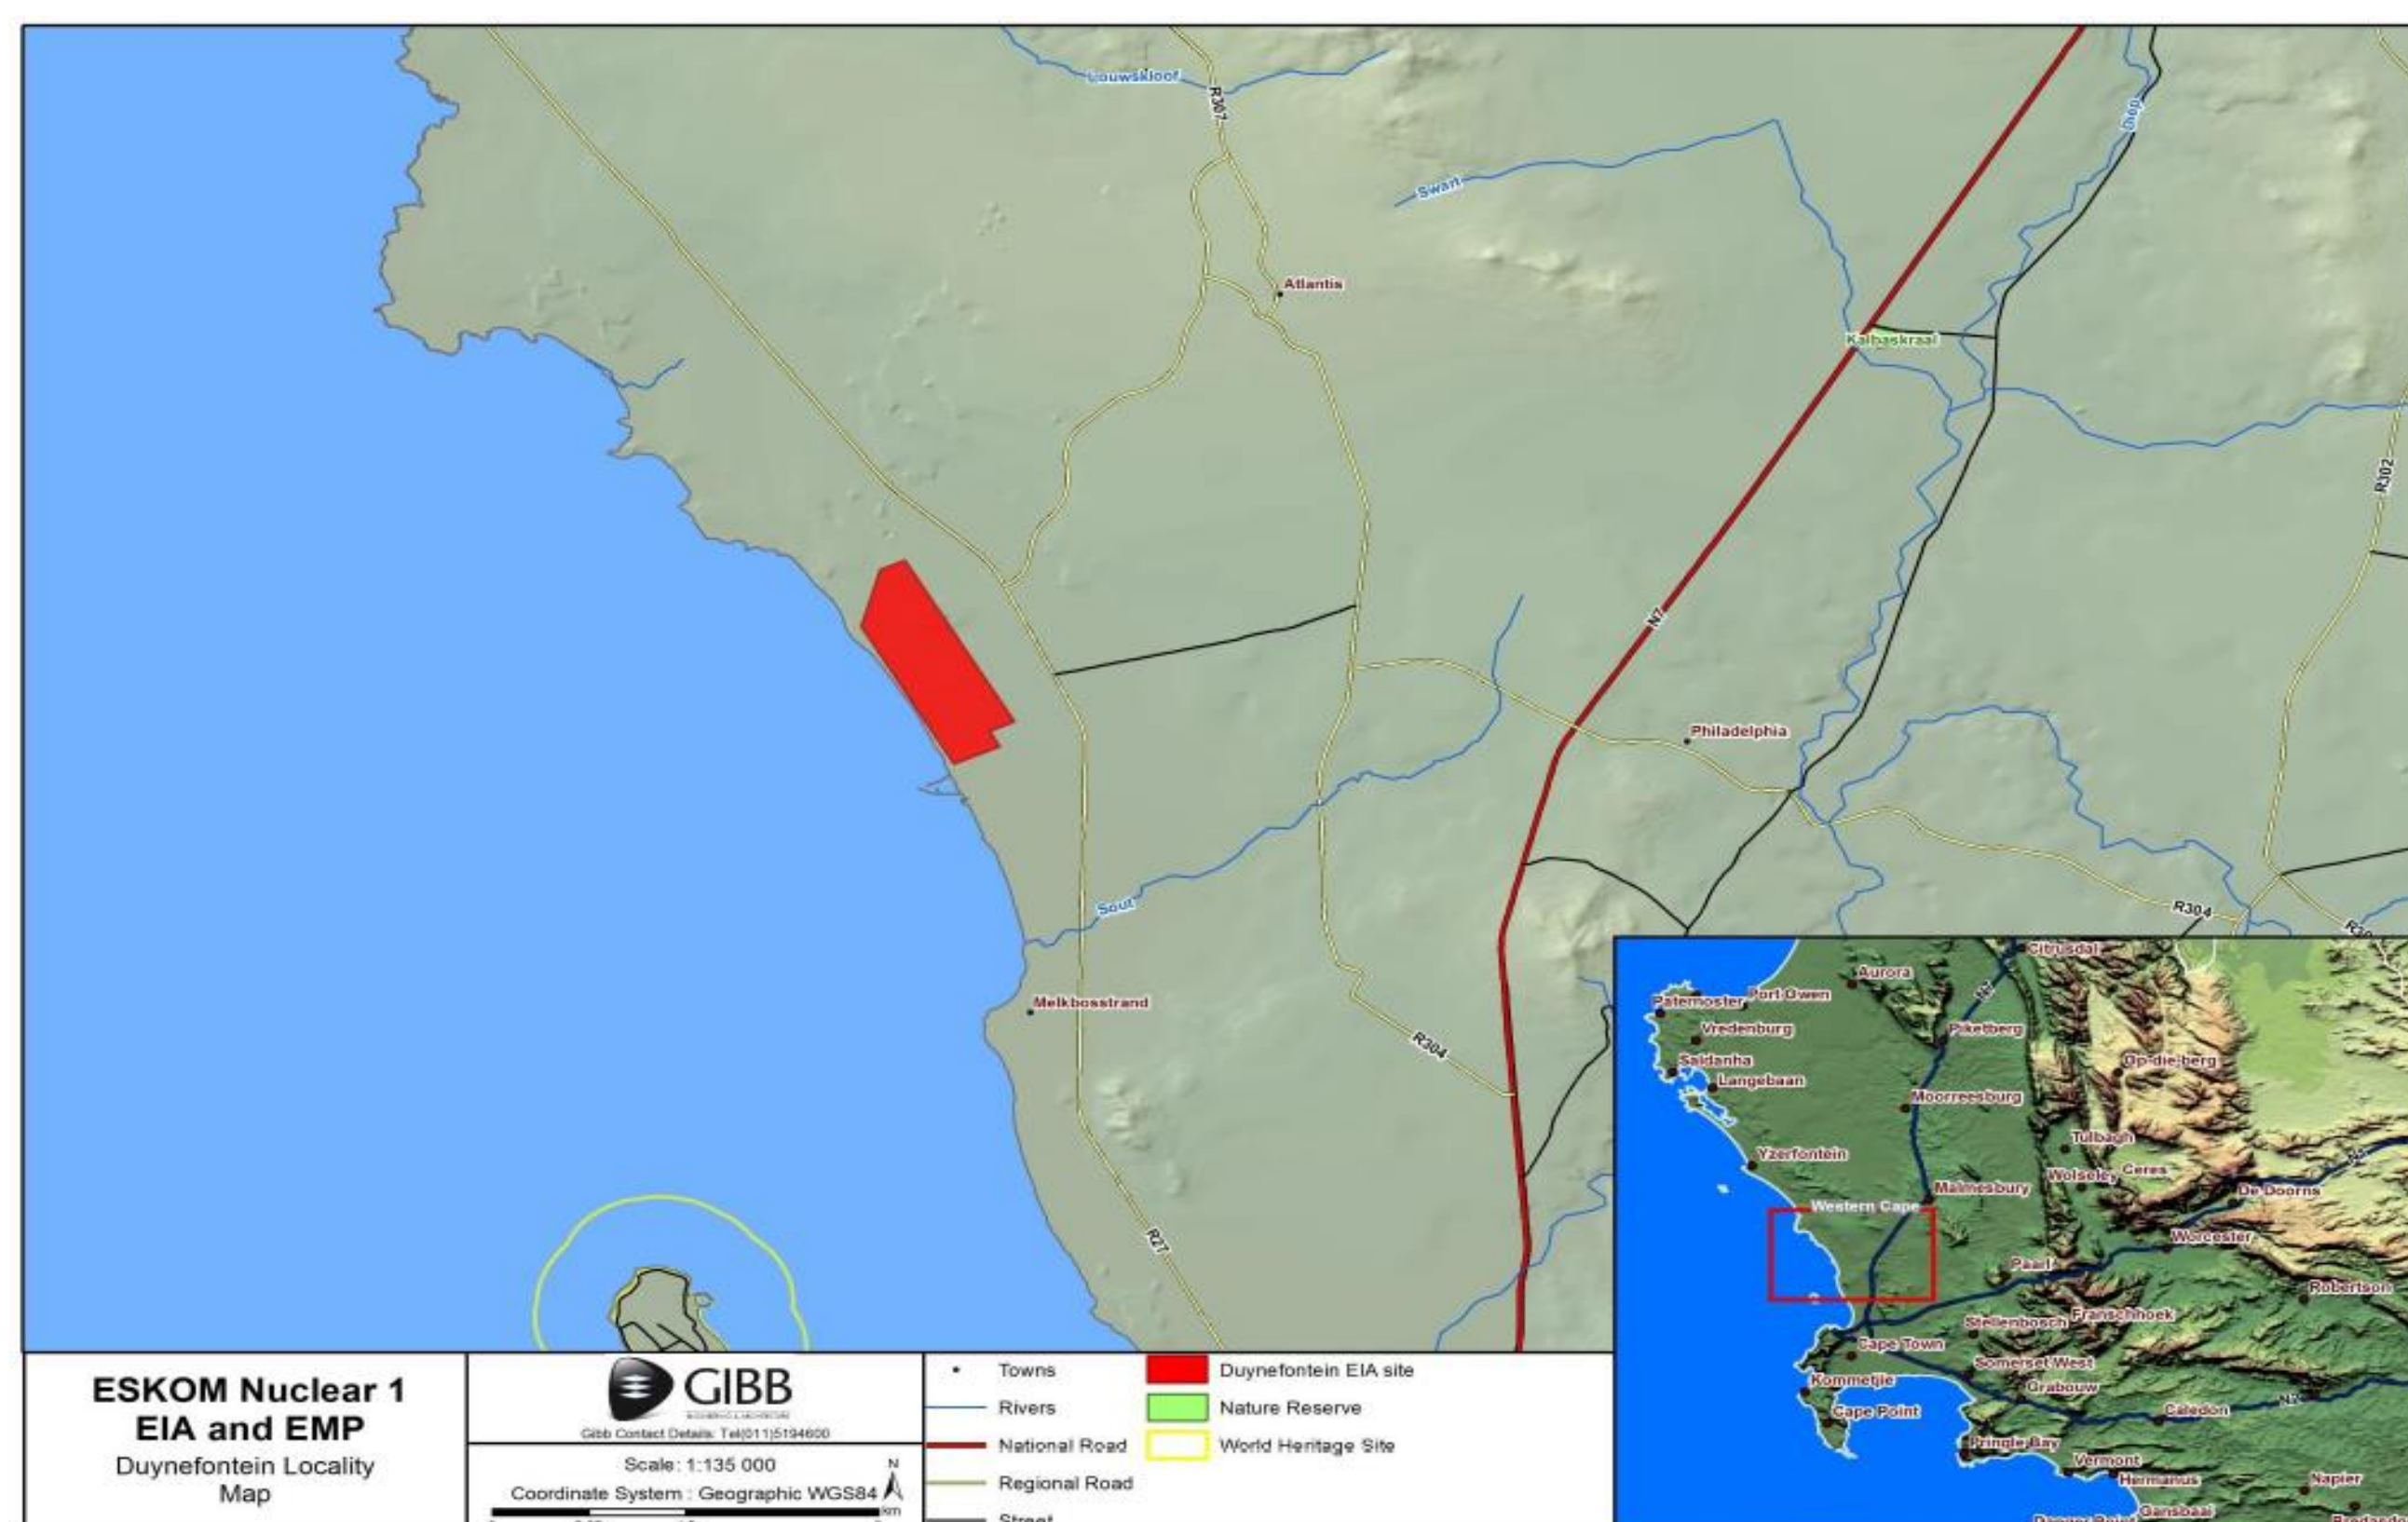 Louwskloof
R307
Diep
Swart
Atlantis
Kalbaskraal
R302
N7
Philadelphia
Sout
R304
Melkbosstrand
R304
R27
Citrusdal
Aurora
N7
Paternoster
Port Owen
Vredenburg
Piketberg
Saldanha
Op-die-berg
Langebaan
Moorreesburg
Tulbagh
Yzerfontein
Wolseley
Ceres
Malmesbury
De Doorns
Western Cape
Worcester
Paarl
Robertson
Franschhoek
Stellenbosch
Cape Town
Somerset West
Kommetjie
Grabouw
N2
Cape Point
Caledon
Pringle Bay
Vermont
Hermanus
Napier
Gansbaai
ESKOM Nuclear 1
EIA and EMP
Duynefontein Locality
Map
GIBB
Gibb Contact Details: Tel(011)5194600
Scale: 1:135 000
N
Coordinate System : Geographic WGS84
km
Towns
Rivers
National Road
Regional Road
Street
Duynefontein EIA site
Nature Reserve
World Heritage Site